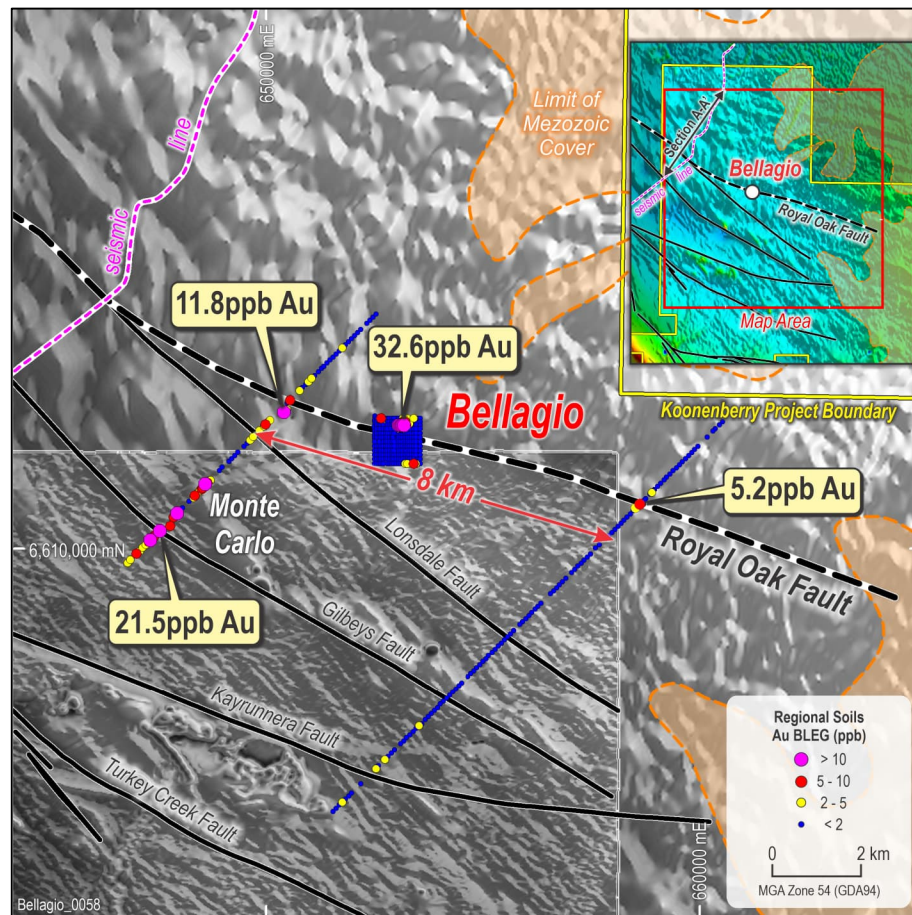 650000 mE
seismic
line
Limit of
Mezozoic
Cover
Section A-A'
seismic
line
Bellagio
Royal Oak Fault
Map Area
Koonenberry Project Boundary
11.8ppb Au
32.6ppb Au
Bellagio
8 km
5.2ppb Au
Monte
Carlo
6,610,000 mN
21.5ppb Au
Lonsdale Fault
Gilbeys Fault
Royal Oak Fault
Kayrunnera Fault
Turkey Creek Fault
Regional Soils
Au BLEG (ppb)
> 10
5 - 10
2 - 5
< 2
0 2 km
MGA Zone 54 (GDA94)
660000 mE
Bellagio_0058